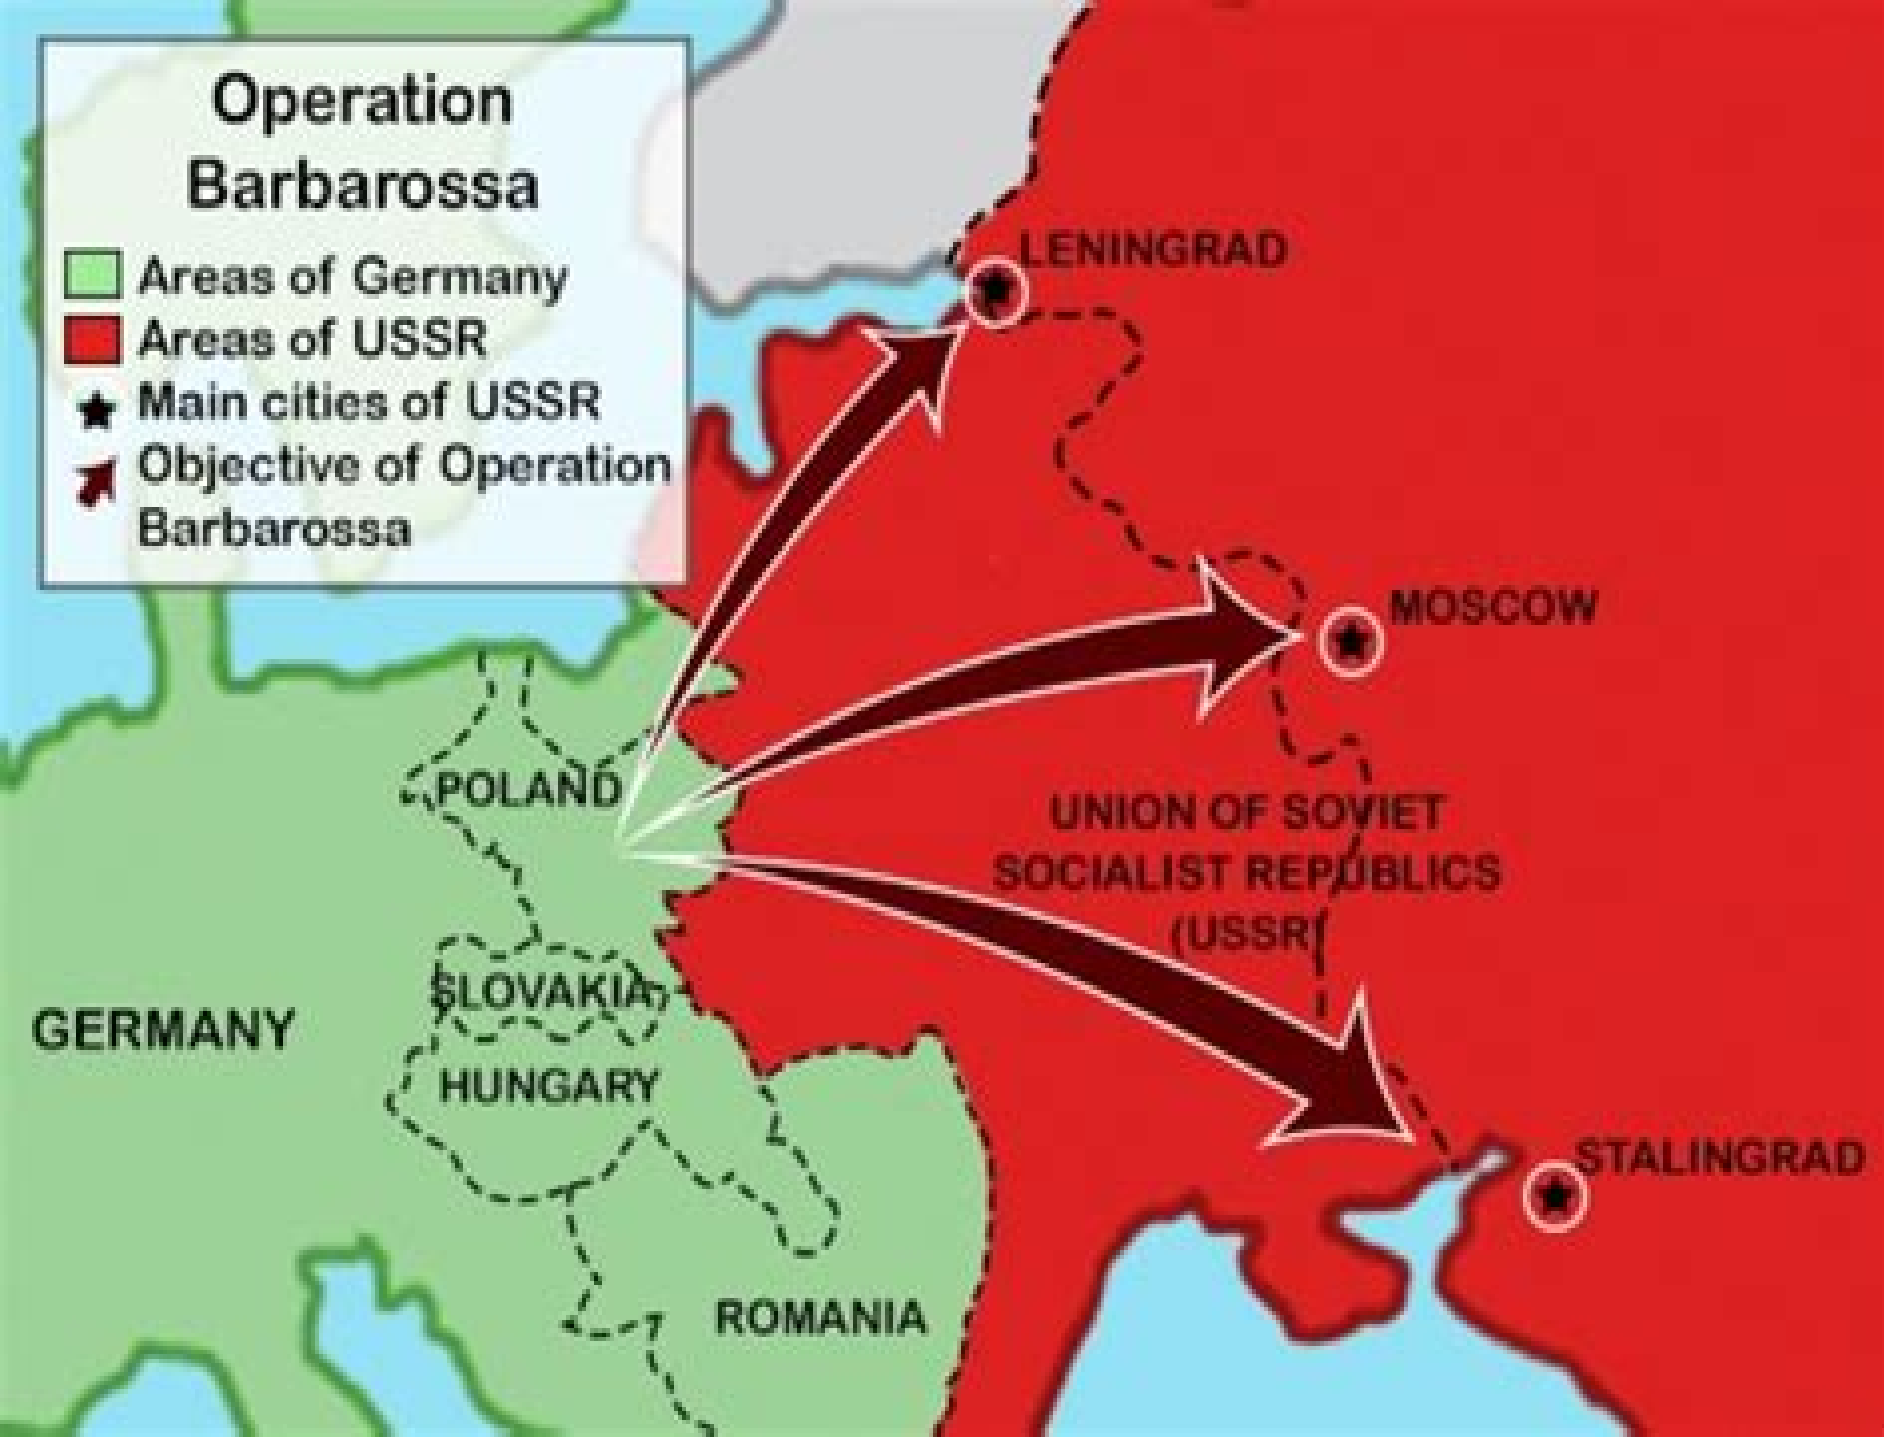 Operation
Barbarossa
Areas of Germany
Areas of USSR
Main cities of USSR
Objective of Operation
Barbarossa
LENINGRAD
MOSCOW
POLAND
UNION OF SOVIET
SOCIALIST REPUBLICS
(USSR
SLOVAKIA
GERMANY
HUNGARY
STALINGRAD
ROMANIA